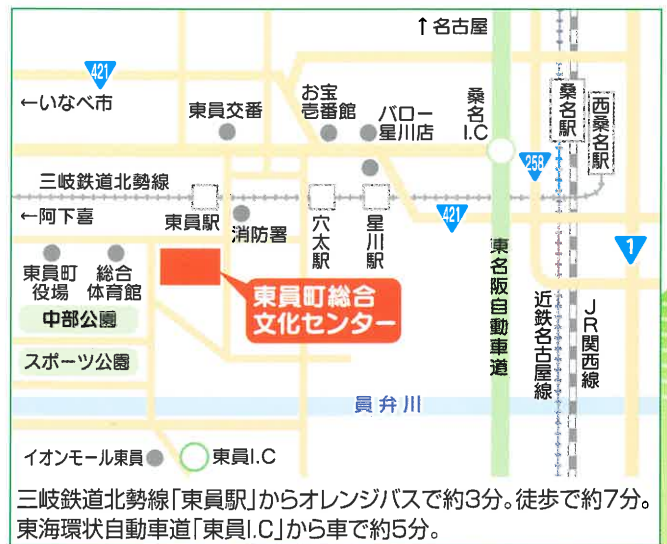 ↑名古屋
421
←いなべ市
東員交番
お宝
壱番館
バロー
星川店
桑名
I.C
桑名駅
西桑名駅
258
三岐鉄道北勢線
←阿下喜
東員駅
消防署
穴太駅
星川駅
421
1
東員町
役場
総合
体育館
東員町総合
文化センター
中部公園
スポーツ公園
東名阪自動車道
近鉄名古屋線
JR関西線
員弁川
イオンモール東員
東員I.C
三岐鉄道北勢線「東員駅」からオレンジバスで約3分。徒歩で約7分。
東海環状自動車道「東員I.C」から車で約5分。